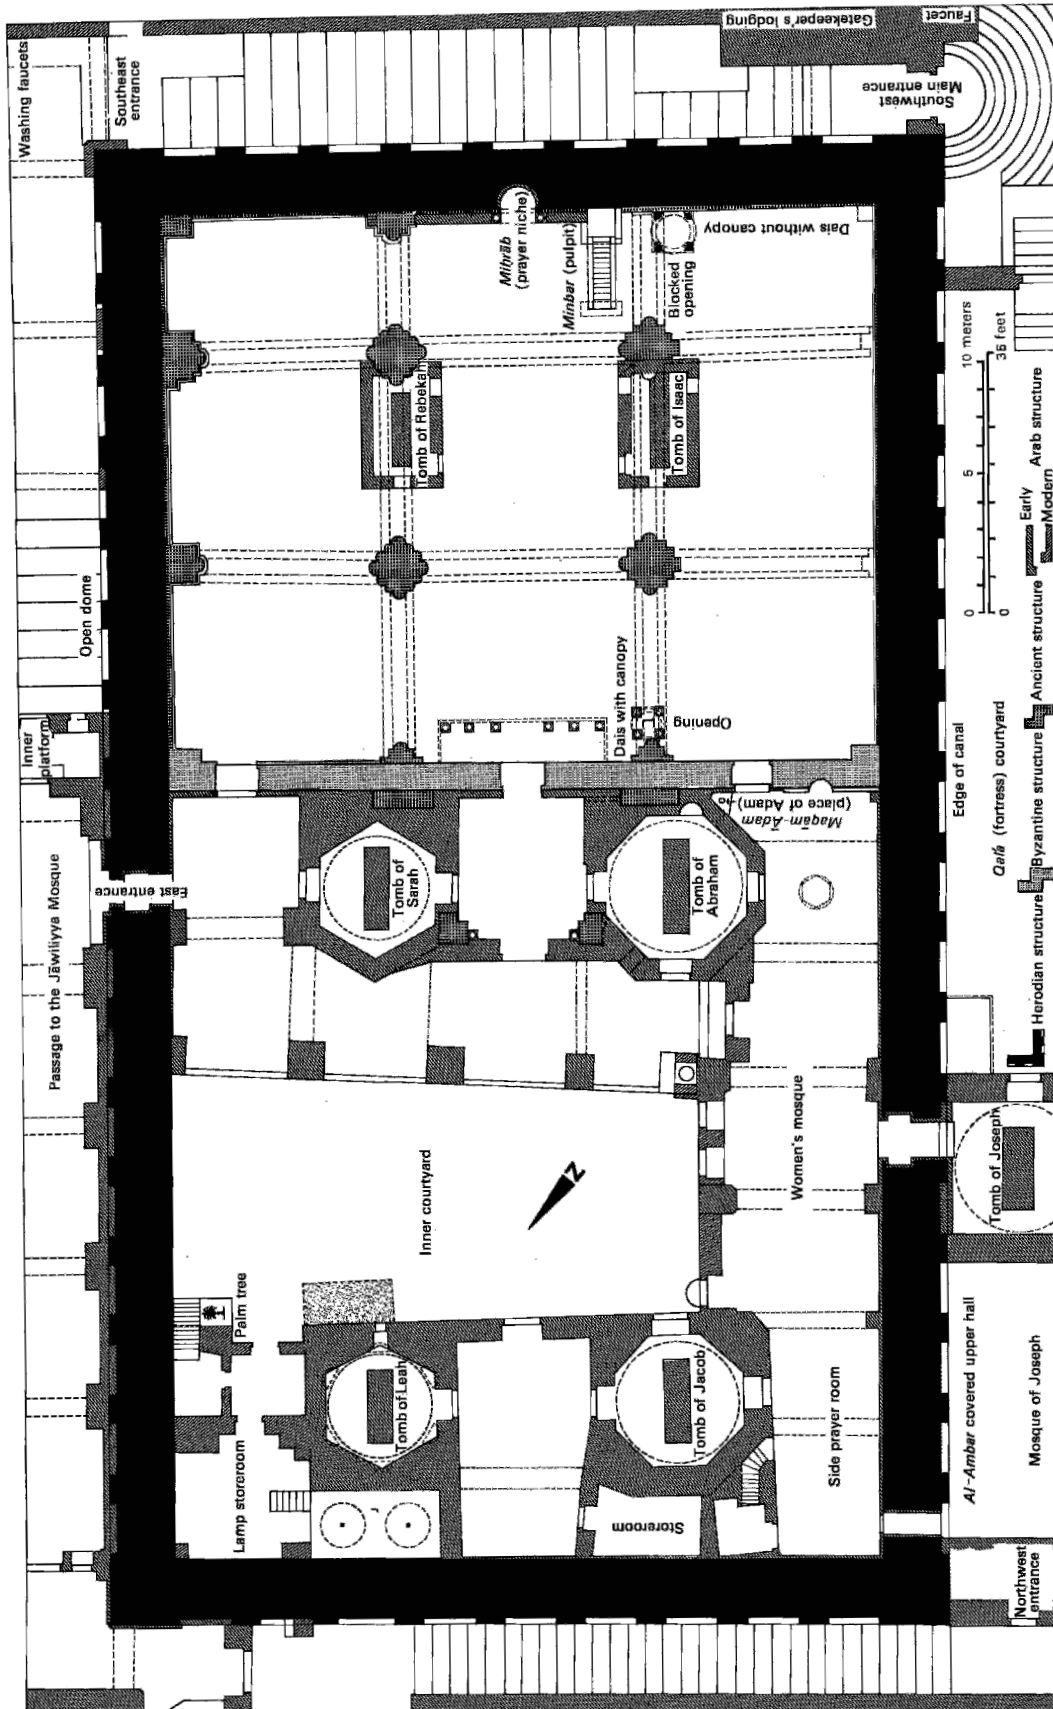 Faucet
Gatekeeper's lodging
Southwest
Main entrance
Washing faucets
Southeast
entrance
Mihrāb
(prayer niche)
Minbar (pulpit)
Dais without canopy
Blocked
opening
Tomb of Rebekah
Tomb of Isaac
10 meters
5
0
36 feet
0
Open dome
Dais with canopy
Opening
Inner
platform
Maqām-Ādam
(place of Adam)
East entrance
Tomb of
Sarah
Tomb of
Abraham
Passage to the Jāwiliyya Mosque
Edge of canal
Qal'a (fortress) courtyard
Herodian structure
Byzantine structure
Ancient structure
Early
Modern
Arab structure
Women's mosque
Tomb of Joseph
Inner courtyard
N
Palm tree
Tomb of Leah
Tomb of Jacob
Lamp storeroom
Storeroom
Side prayer room
Al-Ambar covered upper hall
Mosque of Joseph
Northwest
entrance